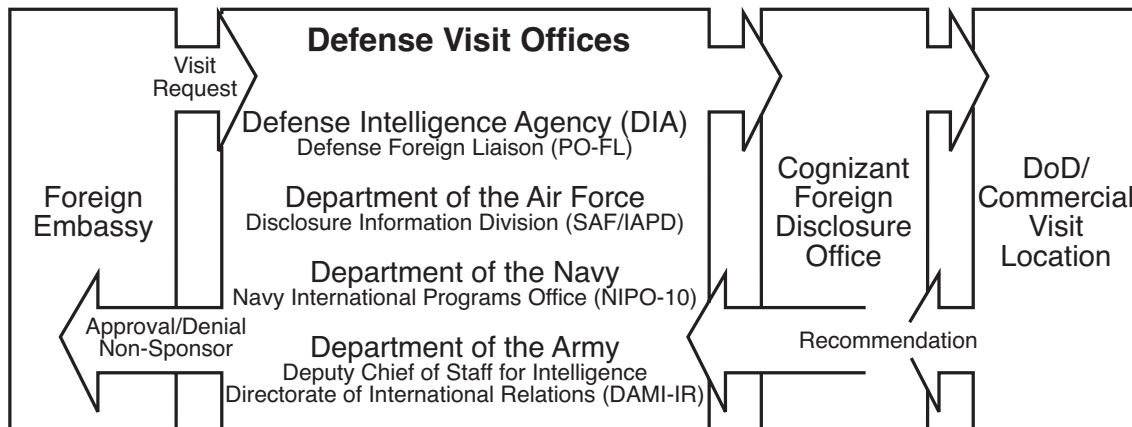 Defense Visit Offices
Visit
Request
Defense Intelligence Agency (DIA)
Defense Foreign Liaison (PO-FL)
Department of the Air Force
Disclosure Information Division (SAF/IAPD)
Department of the Navy
Navy International Programs Office (NIPO-10)
Department of the Army
Deputy Chief of Staff for Intelligence
Directorate of International Relations (DAMI-IR)
Foreign
Embassy
Approval/Denial
Non-Sponsor
Cognizant
Foreign
Disclosure
Office
DoD/
Commercial
Visit
Location
Recommendation